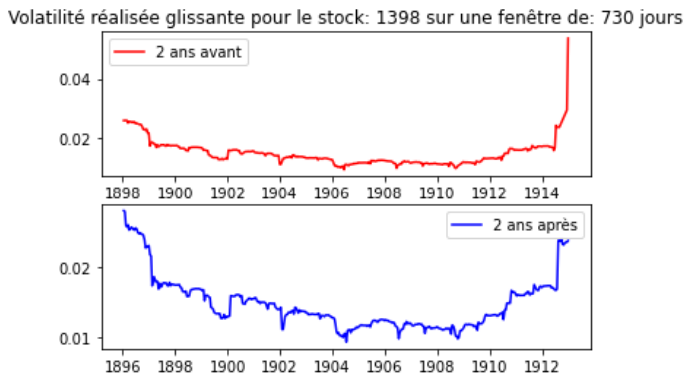 Volatilité réalisée glissante pour le stock: 1398 sur une fenêtre de: 730 jours
2 ans avant
0.04
0.02
1898 1900 1902 1904 1906 1908 1910 1912 1914
2 ans après
0.02
0.01
1896 1898 1900 1902 1904 1906 1908 1910 1912